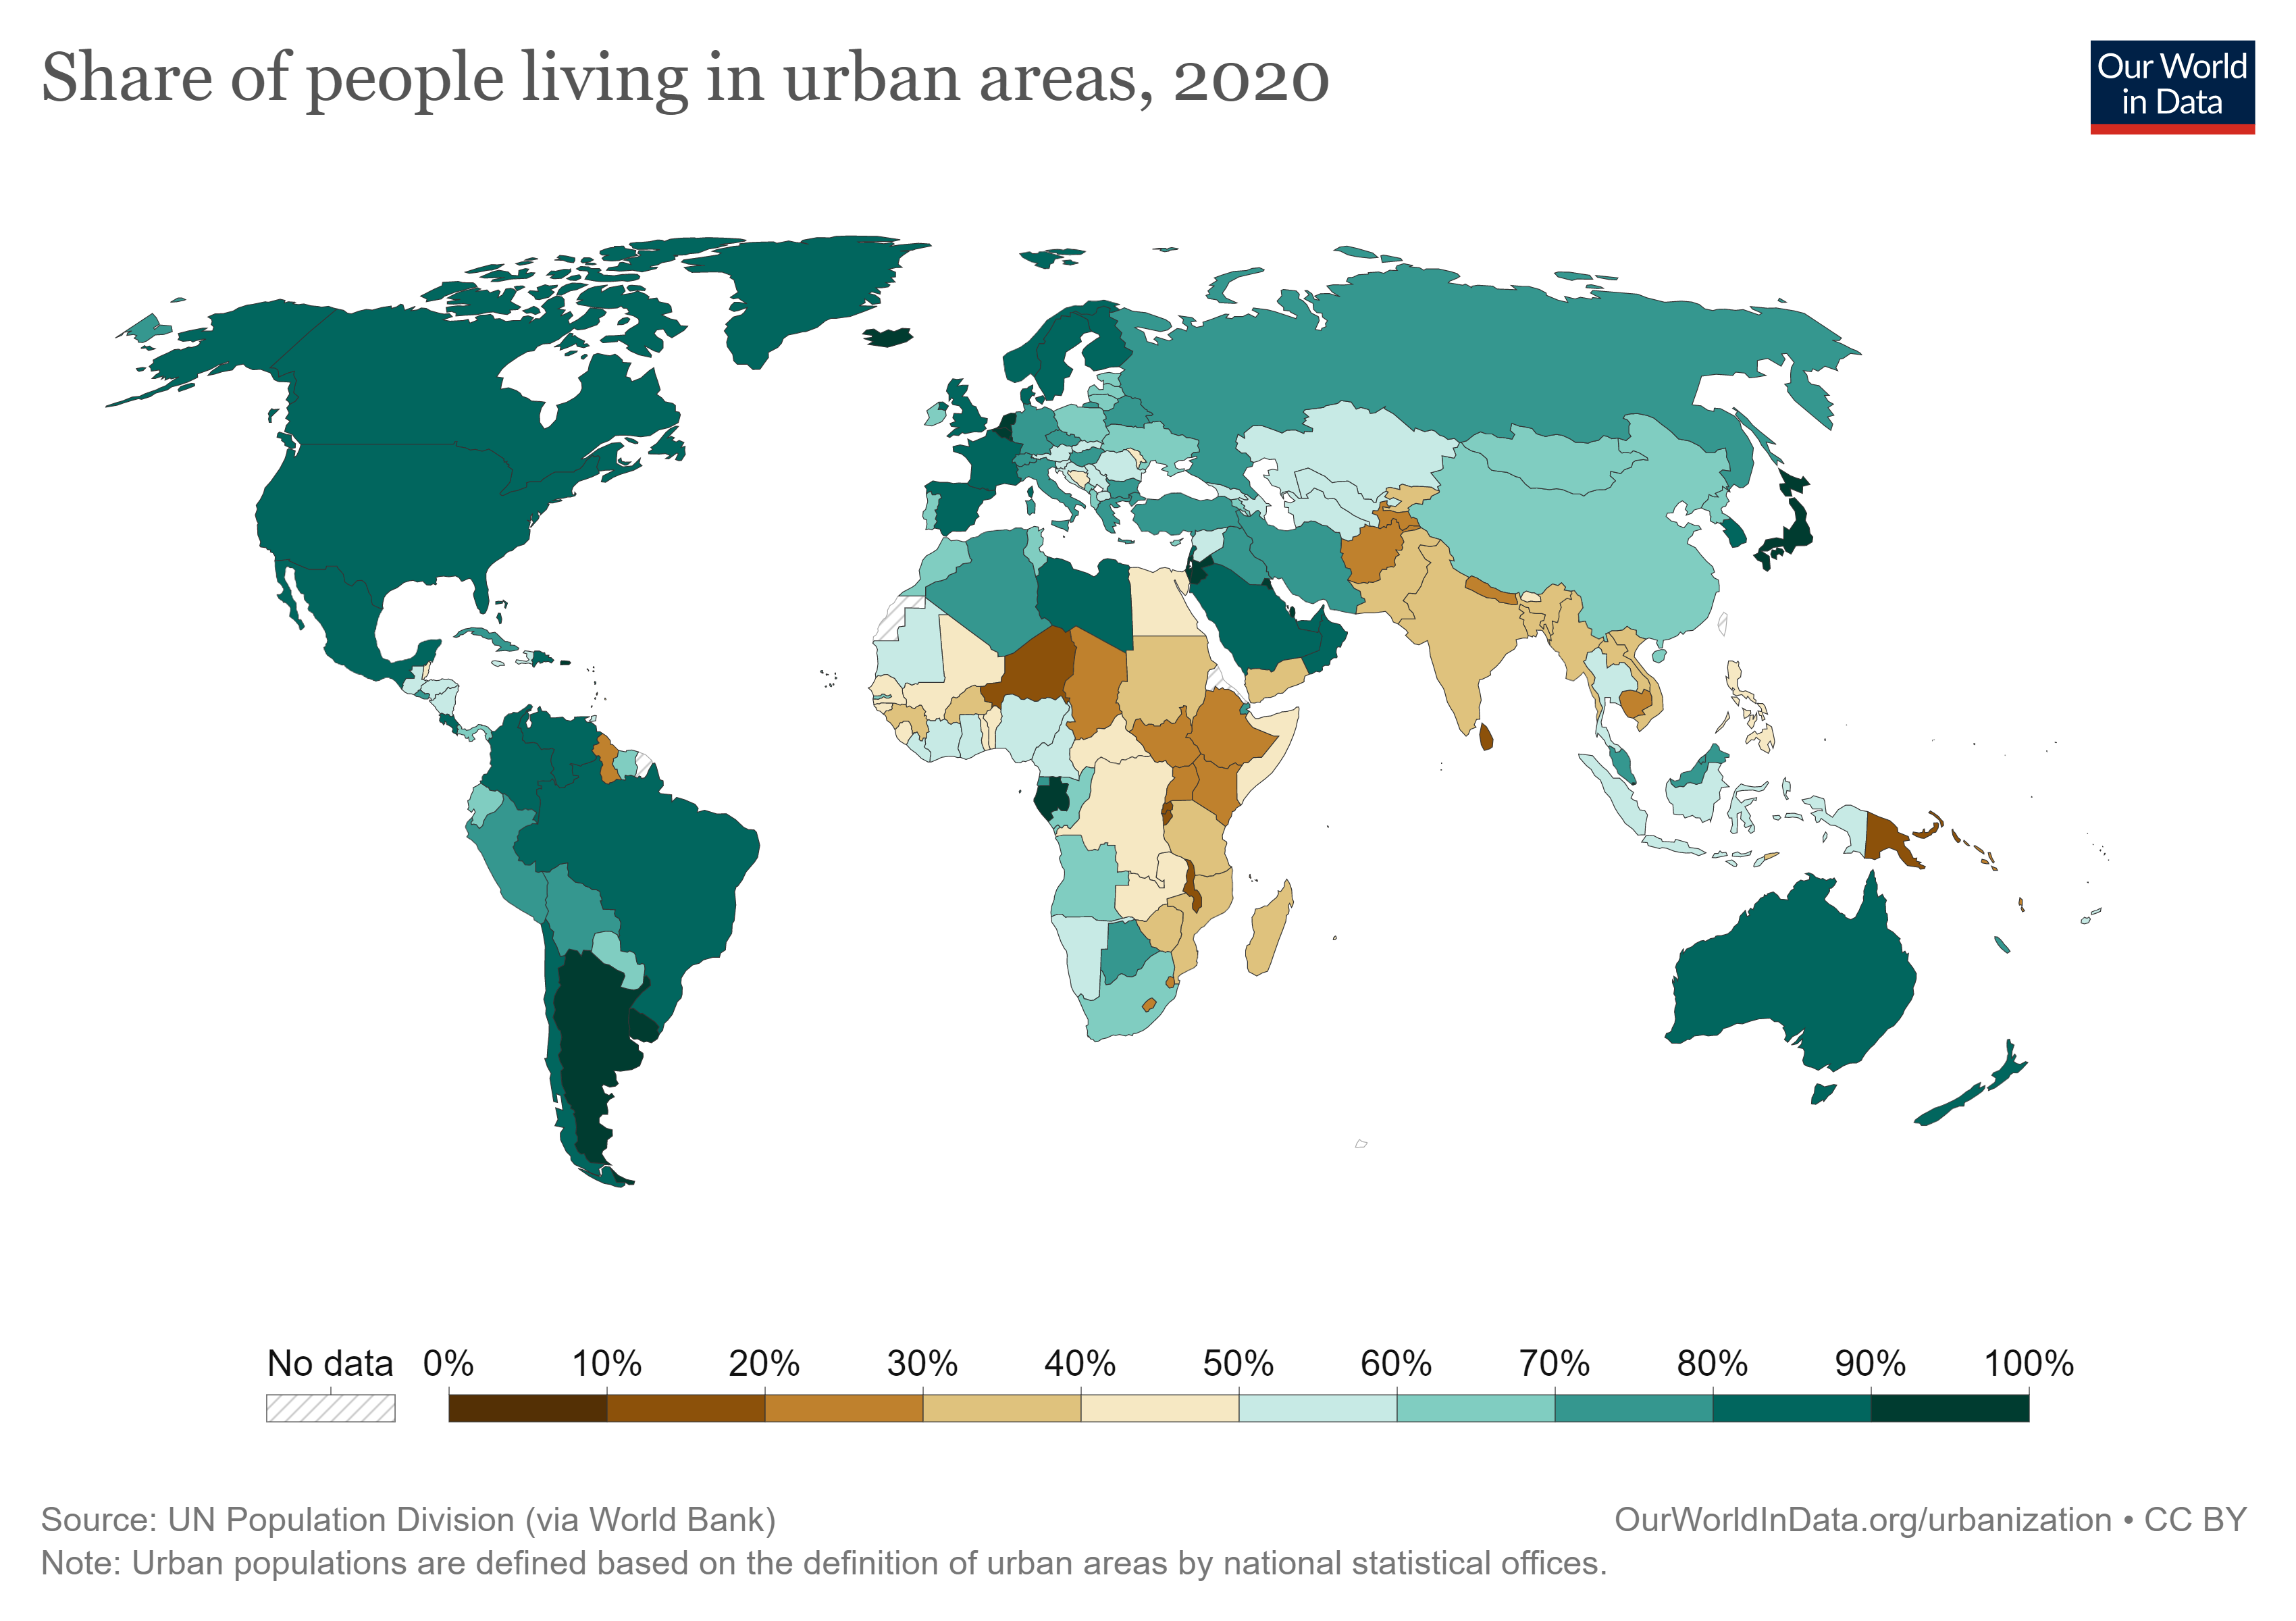 Share of people living in urban areas, 2020
Our World
in Data
No data
0%
10%
20%
30%
40%
50%
60%
70%
80%
90%
100%
Source: UN Population Division (via World Bank)
OurWorldInData.org/urbanization • CC BY
Note: Urban populations are defined based on the definition of urban areas by national statistical offices.